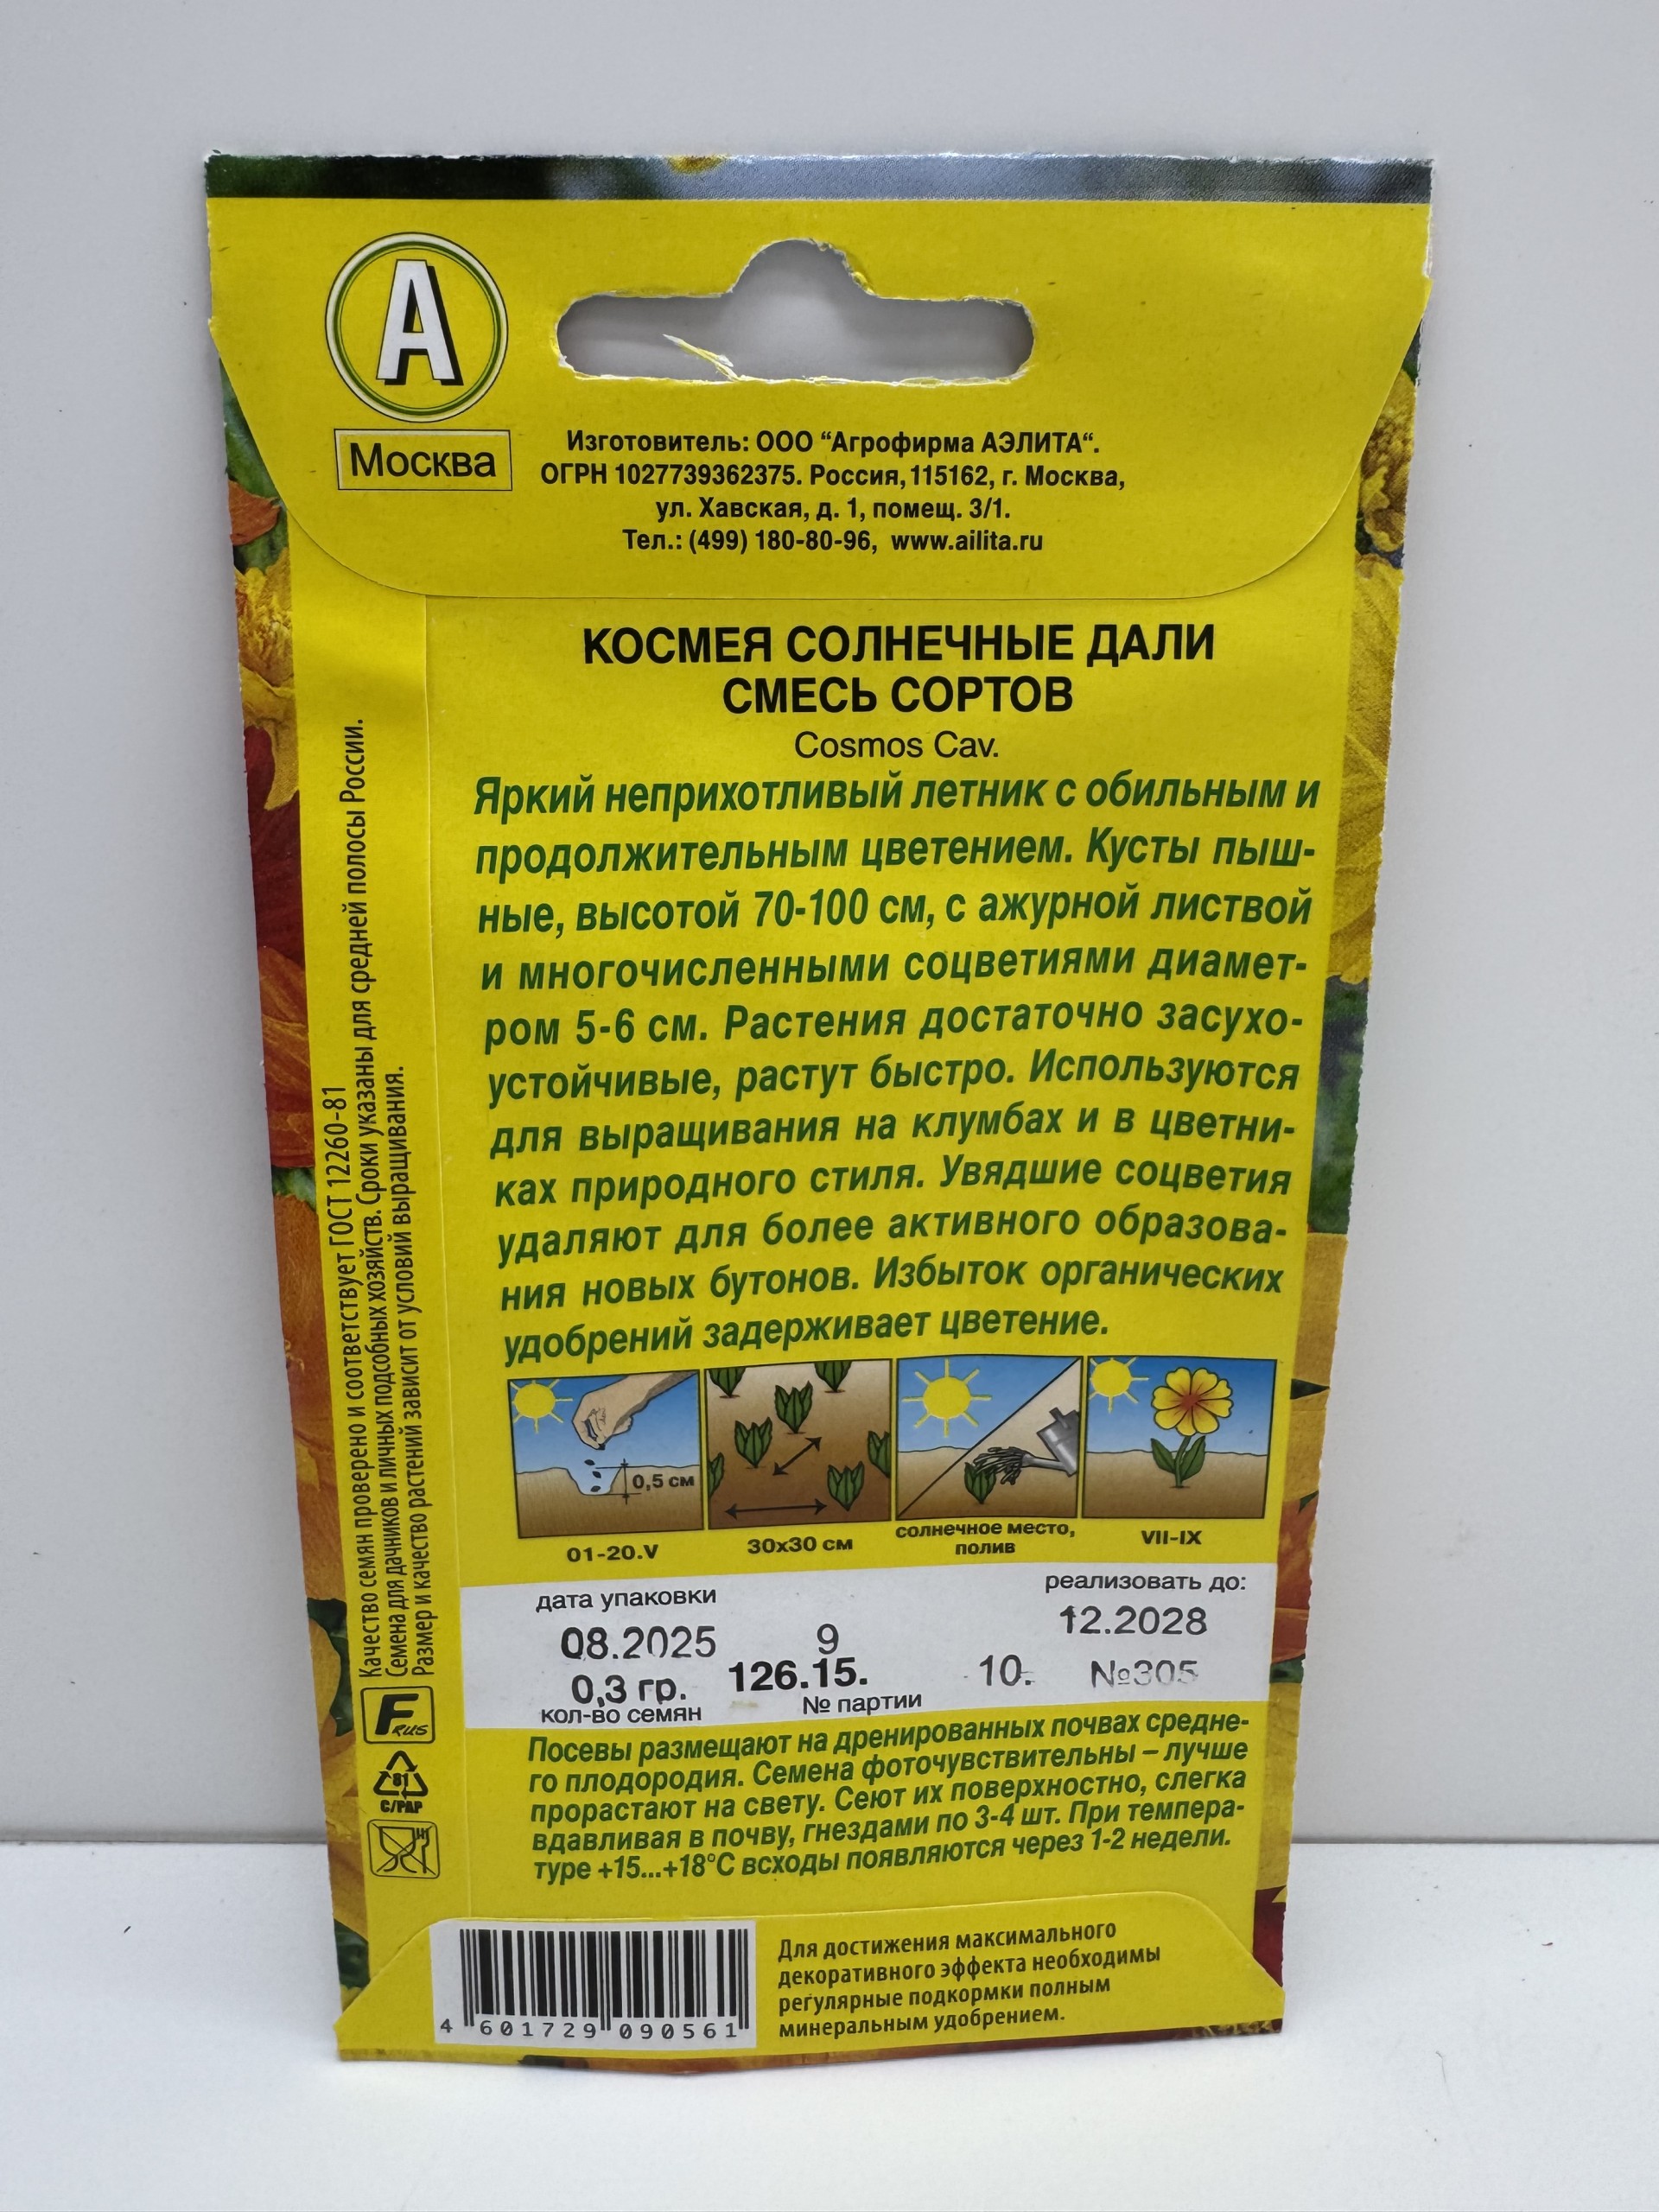 А
Москва
Изготовитель: ООО “Агрофирма АЭЛИТА“.
ОГРН 1027739362375. Россия, 115162, г. Москва,
ул. Хавская, д. 1, помещ. 3/1.
Тел.: (499) 180-80-96, www.ailita.ru
КОСМЕЯ СОЛНЕЧНЫЕ ДАЛИ
СМЕСЬ СОРТОВ
Cosmos Cav.
Яркий неприхотливый летник с обильным и
продолжительным цветением. Кусты пыш-
ные, высотой 70-100 см, с ажурной листвой
и многочисленными соцветиями диамет-
ром 5-6 см. Растения достаточно засухо-
устойчивые, растут быстро. Используются
для выращивания на клумбах и в цветни-
ках природного стиля. Увядшие соцветия
удаляют для более активного образова-
ния новых бутонов. Избыток органических
удобрений задерживает цветение.
0,5 см
01-20.V
30х30 см
солнечное место,
полив
VII-IX
дата упаковки
реализовать до:
08.2025
9
12.2028
0,3 гр.
126.15.
10.
№305
кол-во семян
№ партии
Посевы размещают на дренированных почвах средне-
го плодородия. Семена фоточувствительны – лучше
прорастают на свету. Сеют их поверхностно, слегка
вдавливая в почву, гнездами по 3-4 шт. При темпера-
туре +15...+18°С всходы появляются через 1-2 недели.
Качество семян проверено и соответствует ГОСТ 12260-81
Семена для дачников и личных подсобных хозяйств. Сроки указаны для средней полосы России.
Размер и качество растений зависит от условий выращивания.
F RUS
81
C/PAP
4 601729 090561
Для достижения максимального
декоративного эффекта необходимы
регулярные подкормки полным
минеральным удобрением.